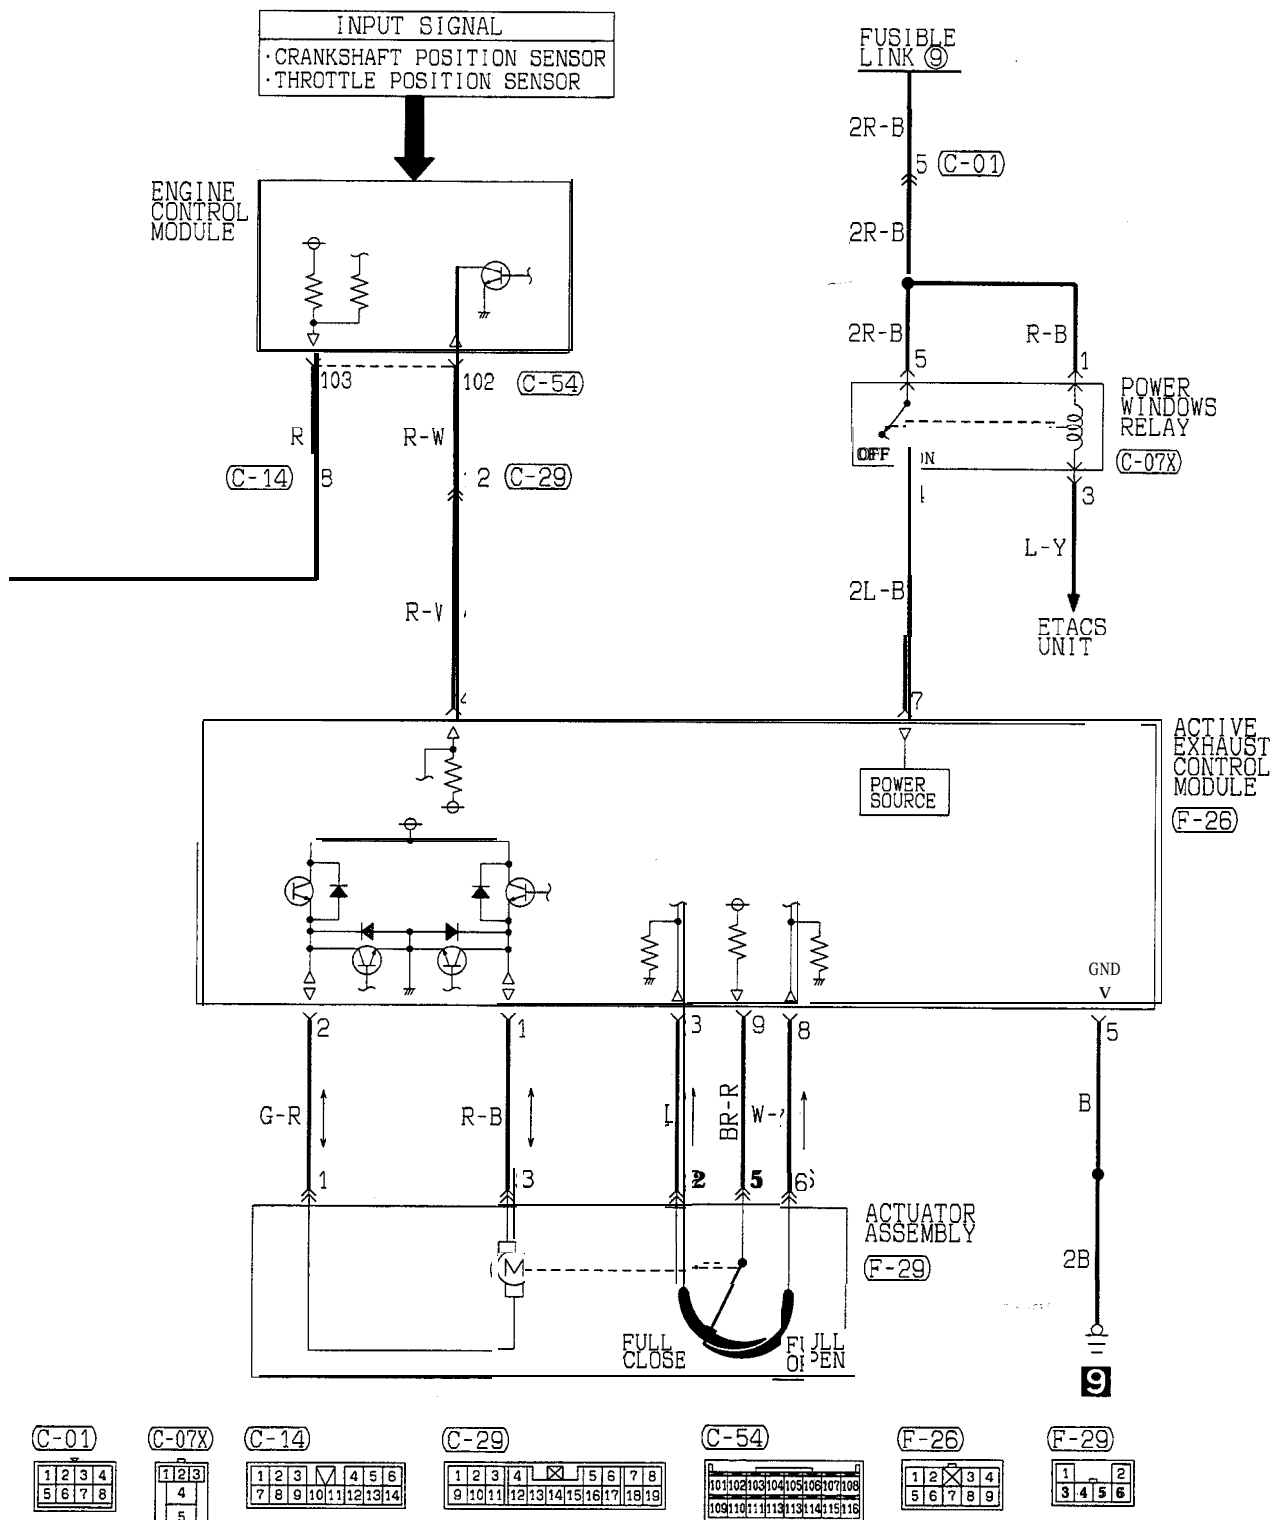 INPUT SIGNAL
·CRANKSHAFT POSITION SENSOR
·THROTTLE POSITION SENSOR
FUSIBLE
LINK ⑨
2R-B
5 C-01
2R-B
ENGINE
CONTROL
MODULE
2R-B
R-B
5
1
103
102
C-54
POWER
WINDOWS
RELAY
C-07X
OFF
3
R
R-W
C-14
2
C-29
L-Y
2L-B
ETACS
UNIT
4
7
ACTIVE
EXHAUST
CONTROL
MODULE
F-26
POWER
SOURCE
GND
V
2
1
3
9
8
5
G-R
R-B
BR-R
B
1
3
2
5
6
ACTUATOR
ASSEMBLY
F-29
M
2B
FULL
CLOSE
FULL
OPEN
9
C-01
C-07X
C-14
C-29
C-54
F-26
F-29
1 2 3 4
5 6 7 8
1 2 3
4
5
1 2 3 4 5 6
7 8 9 10 11 12 13 14
1 2 3 4 5 6 7 8
9 10 11 12 13 14 15 16 17 18 19
101 102 103 104 105 106 107 108
109 110 111 113 113 114 115 116
1 2 3 4
5 6 7 8 9
1 2
3 4 5 6